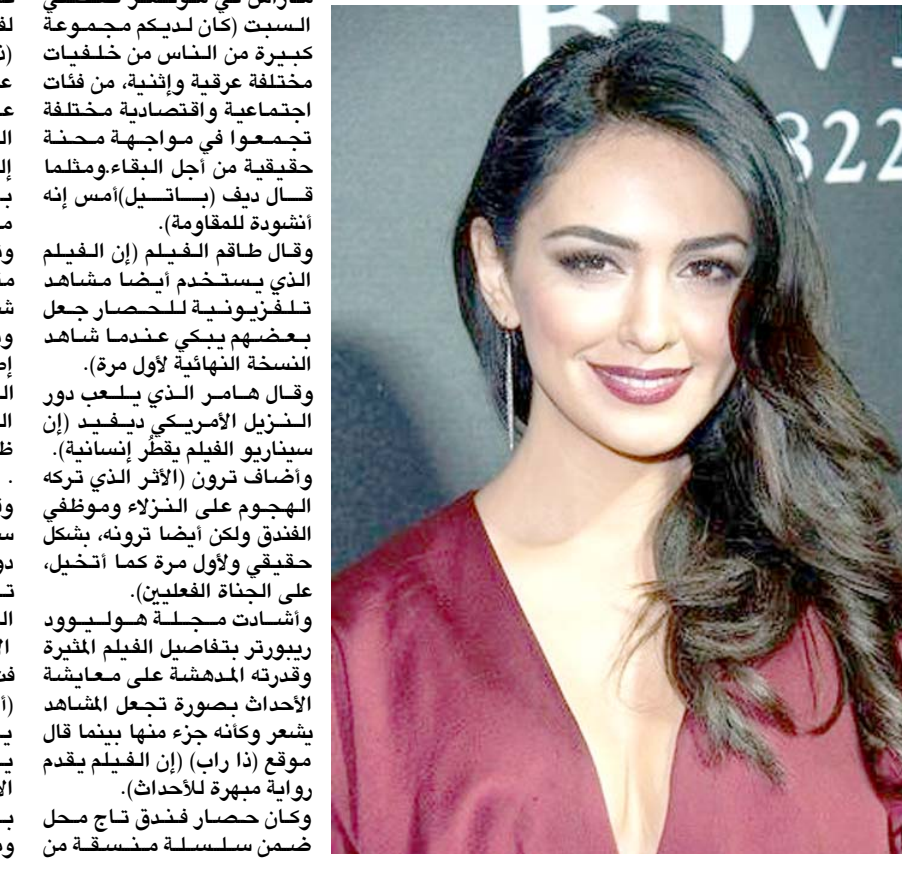 السبت (كان لديكم مجموعة
كبيرة من الناس من خلفيات
مختلفة عرقية وإثنية، من فئات
اجتماعية واقتصادية مختلفة
تجمعوا في مواجهة محنة
حقيقية من أجل البقاء.ومثلما
قال ديف (باتيل)أمس إنه
أنشودة للمقاومة).
وقال طاقم الفيلم (إن الفيلم
الذي يستخدم أيضا مشاهد
تلفزيونية للحصار جعل
بعضهم يبكي عندما شاهد
النسخة النهائية لأول مرة).
وقال هامر الذي يلعب دور
النزيل الأمريكي ديفيد (إن
سيناريو الفيلم يقطُر إنسانية).
وأضاف ترون (الأثر الذي تركه
الهجوم على النزلاء وموظفي
الفندق ولكن أيضا ترونه، بشكل
حقيقي ولأول مرة كما أتخيل،
على الجناة الفعليين).
وأشادت مجلة هوليوود
ريبورتر بتفاصيل الفيلم المثيرة
وقدرته المدهشة على معايشة
الأحداث بصورة تجعل المشاهد
يشعر وكأنه جزء منها بينما قال
موقع (ذا راب) (إن الفيلم يقدم
رواية مبهرة للأحداث).
وكان حصار فندق تاج محل
ضمن سلسلة منسقة من
322